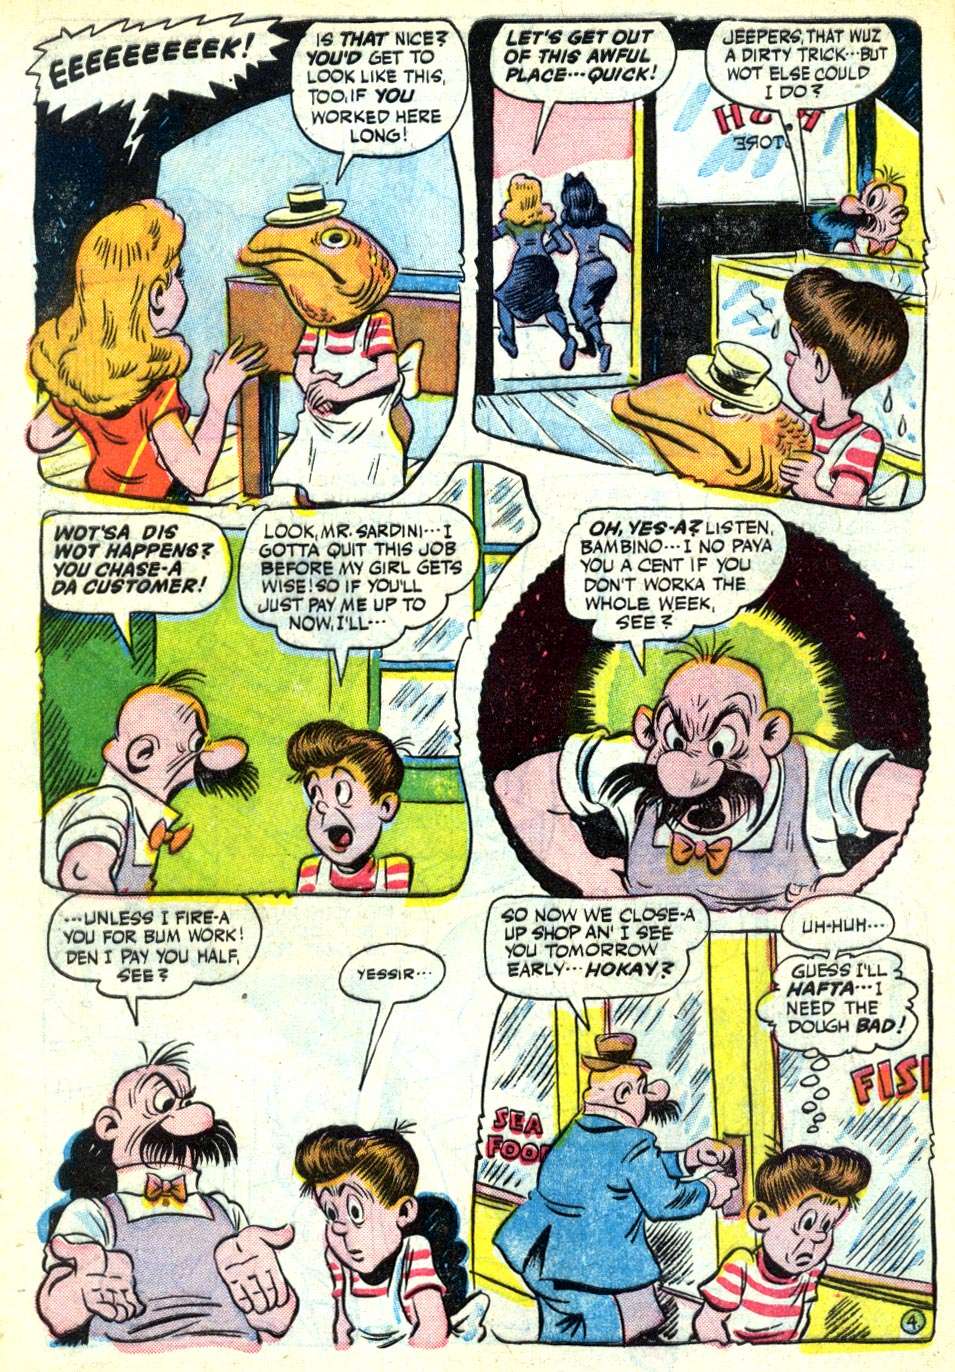 EEEEEEEEEK!
IS THAT NICE?
YOU'D GET TO
LOOK LIKE THIS,
TOO, IF YOU
WORKED HERE
LONG!
LET'S GET OUT
OF THIS AWFUL
PLACE---QUICK!
JEEPERS, THAT WUZ
A DIRTY TRICK---BUT
WOT ELSE COULD
I DO?
WOT'SA DIS
WOT HAPPENS?
YOU CHASE-A
DA CUSTOMER!
LOOK, MR. SARDINI---I
GOTTA QUIT THIS JOB
BEFORE MY GIRL GETS
WISE! SO IF YOU'LL
JUST PAY ME UP TO
NOW, I'LL---
OH, YES-A? LISTEN,
BAMBINO---I NO PAYA
YOU A CENT IF YOU
DON'T WORKA THE
WHOLE WEEK,
SEE?
---UNLESS I FIRE-A
YOU FOR BUM WORK!
DEN I PAY YOU HALF,
SEE?
YESSIR---
SO NOW WE CLOSE-A
UP SHOP AN' I SEE
YOU TOMORROW
EARLY---HOKAY?
UH-HUH---
GUESS I'LL
HAFTA---I
NEED THE
DOUGH BAD!
SEA
FOO
FIS
4